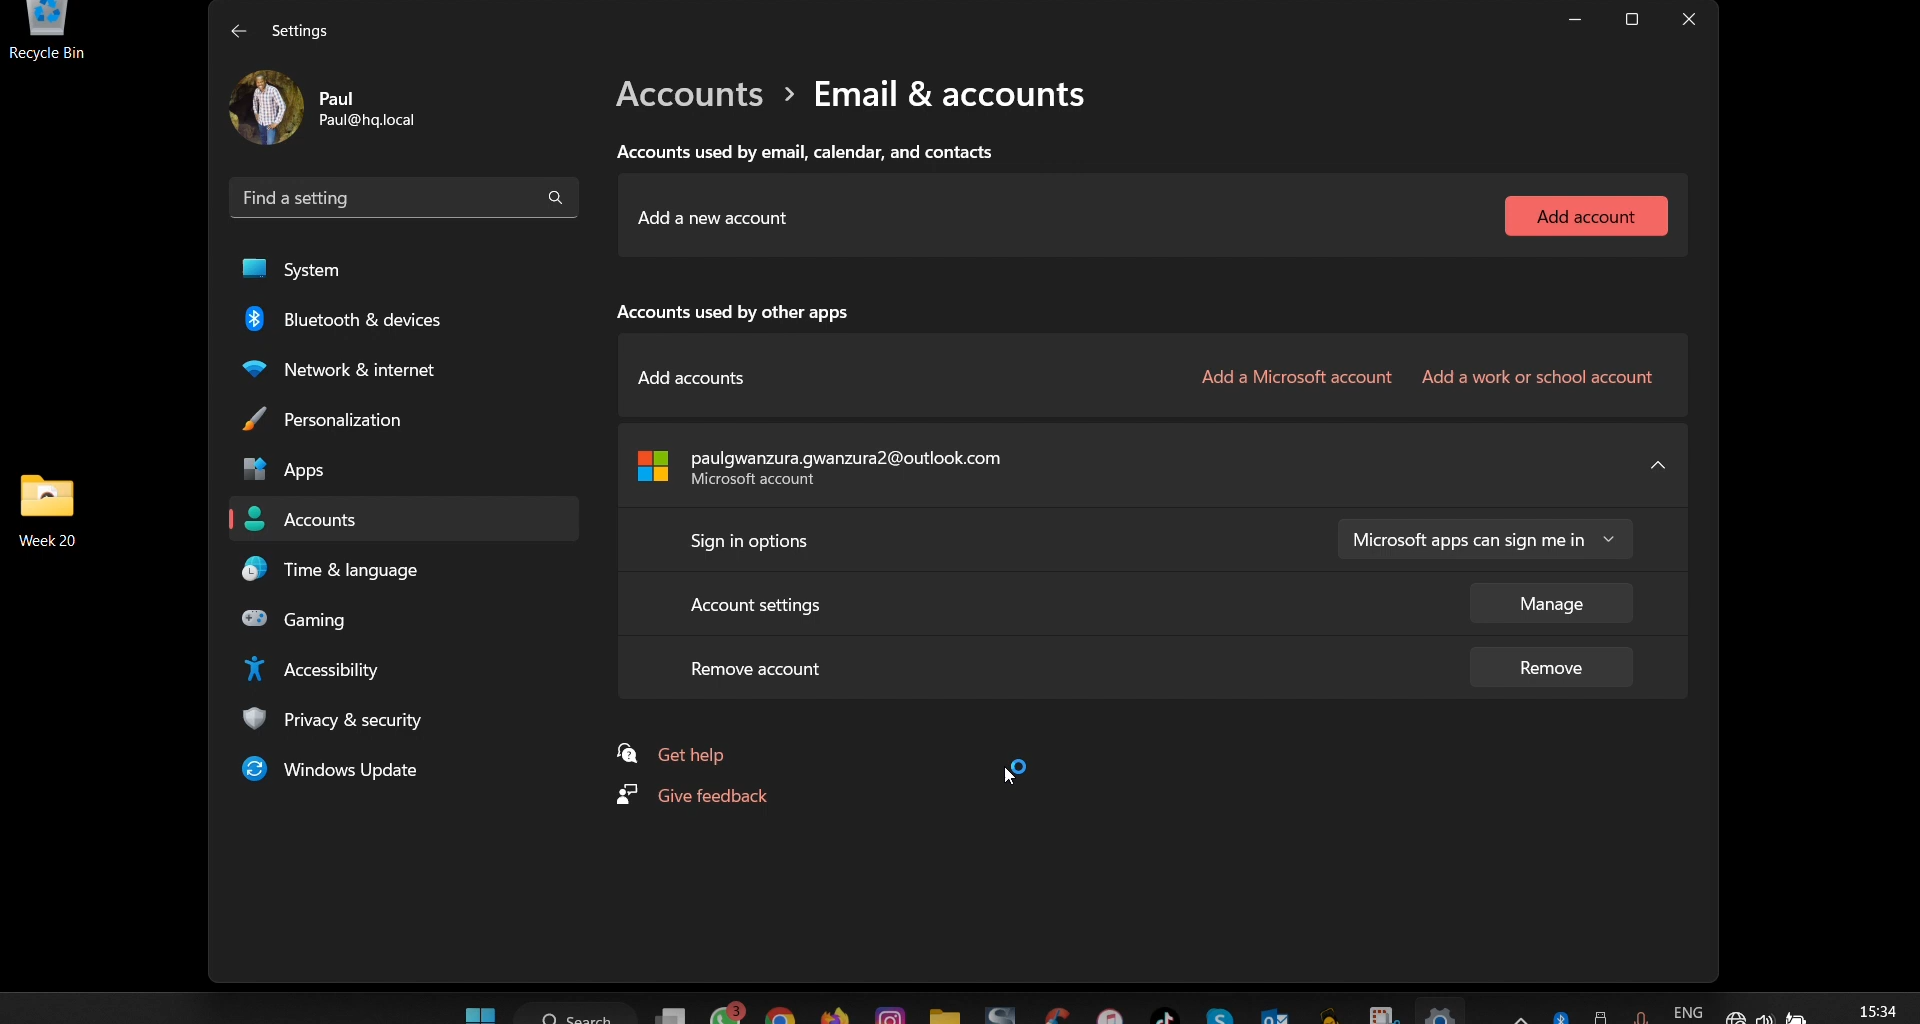 Recycle Bin
Week 20
Settings
Paul
Paul@hq.local
Find a setting
System
Bluetooth & devices
Network & internet
Personalization
Apps
Accounts
Time & language
Gaming
Accessibility
Privacy & security
Windows Update
Accounts > Email & accounts
Accounts used by email, calendar, and contacts
Add a new account
Add account
Accounts used by other apps
Add accounts
Add a Microsoft account
Add a work or school account
paulgwanzura.gwanzura2@outlook.com
Microsoft account
Sign in options
Microsoft apps can sign me in
Account settings
Manage
Remove account
Remove
Get help
Give feedback
Search
3
ENG
15:34